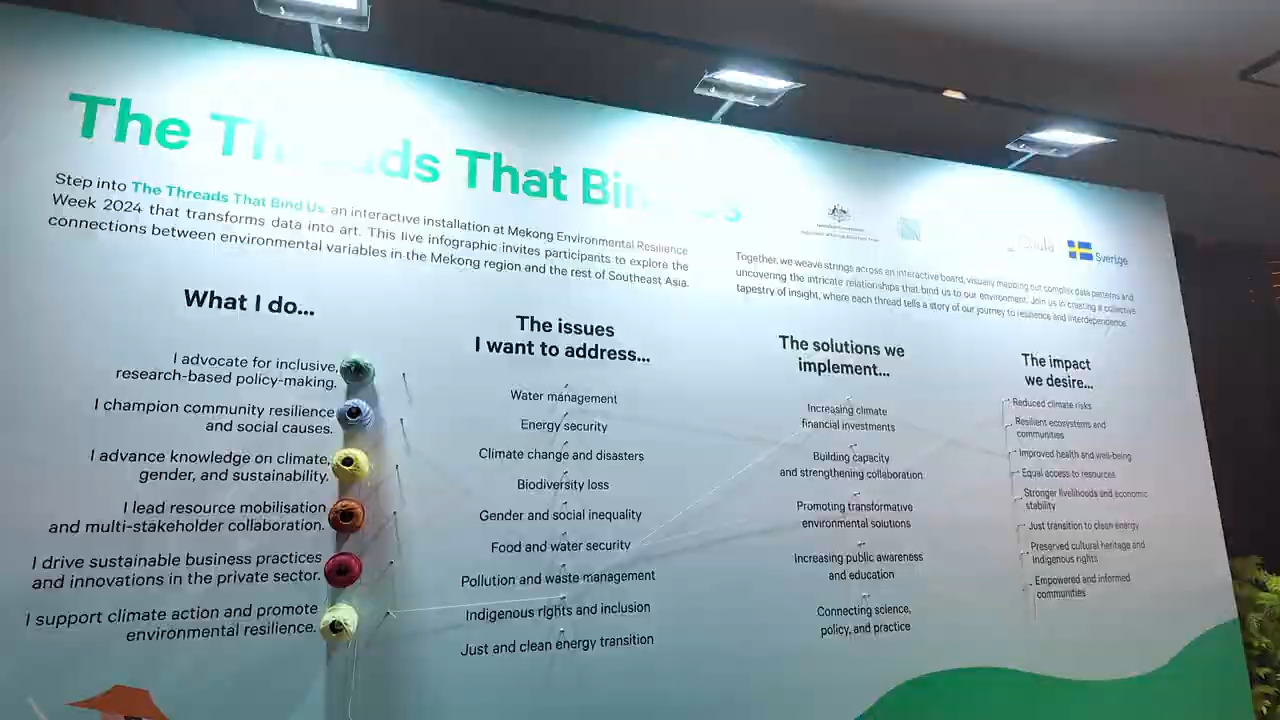 The Threads That Bind Us
Step into The Threads That Bind Us, an interactive installation at Mekong Environmental Resilience
Week 2024 that transforms data into art. This live infographic invites participants to explore the
connections between environmental variables in the Mekong region and the rest of Southeast Asia.
Sverige
Together, we weave strings across an interactive board, visually mapping out complex data patterns and
uncovering the intricate relationships that bind us to our environment. Join us in creating a collective
tapestry of insight, where each thread tells a story of our journey to resilience and interdependence.
What I do...
I advocate for inclusive,
research-based policy-making.
I champion community resilience
and social causes.
I advance knowledge on climate,
gender, and sustainability.
I lead resource mobilisation
and multi-stakeholder collaboration.
I drive sustainable business practices
and innovations in the private sector.
I support climate action and promote
environmental resilience.
The issues
I want to address...
Water management
Energy security
Climate change and disasters
Biodiversity loss
Gender and social inequality
Food and water security
Pollution and waste management
Indigenous rights and inclusion
Just and clean energy transition
The solutions we
implement...
Increasing climate
financial investments
Building capacity
and strengthening collaboration
Promoting transformative
environmental solutions
Increasing public awareness
and education
Connecting science,
policy, and practice
The impact
we desire...
Reduced climate risks
Resilient ecosystems and
communities
Improved health and well-being
Equal access to resources
Stronger livelihoods and economic
stability
Just transition to clean energy
Preserved cultural heritage and
indigenous rights
Empowered and informed
communities